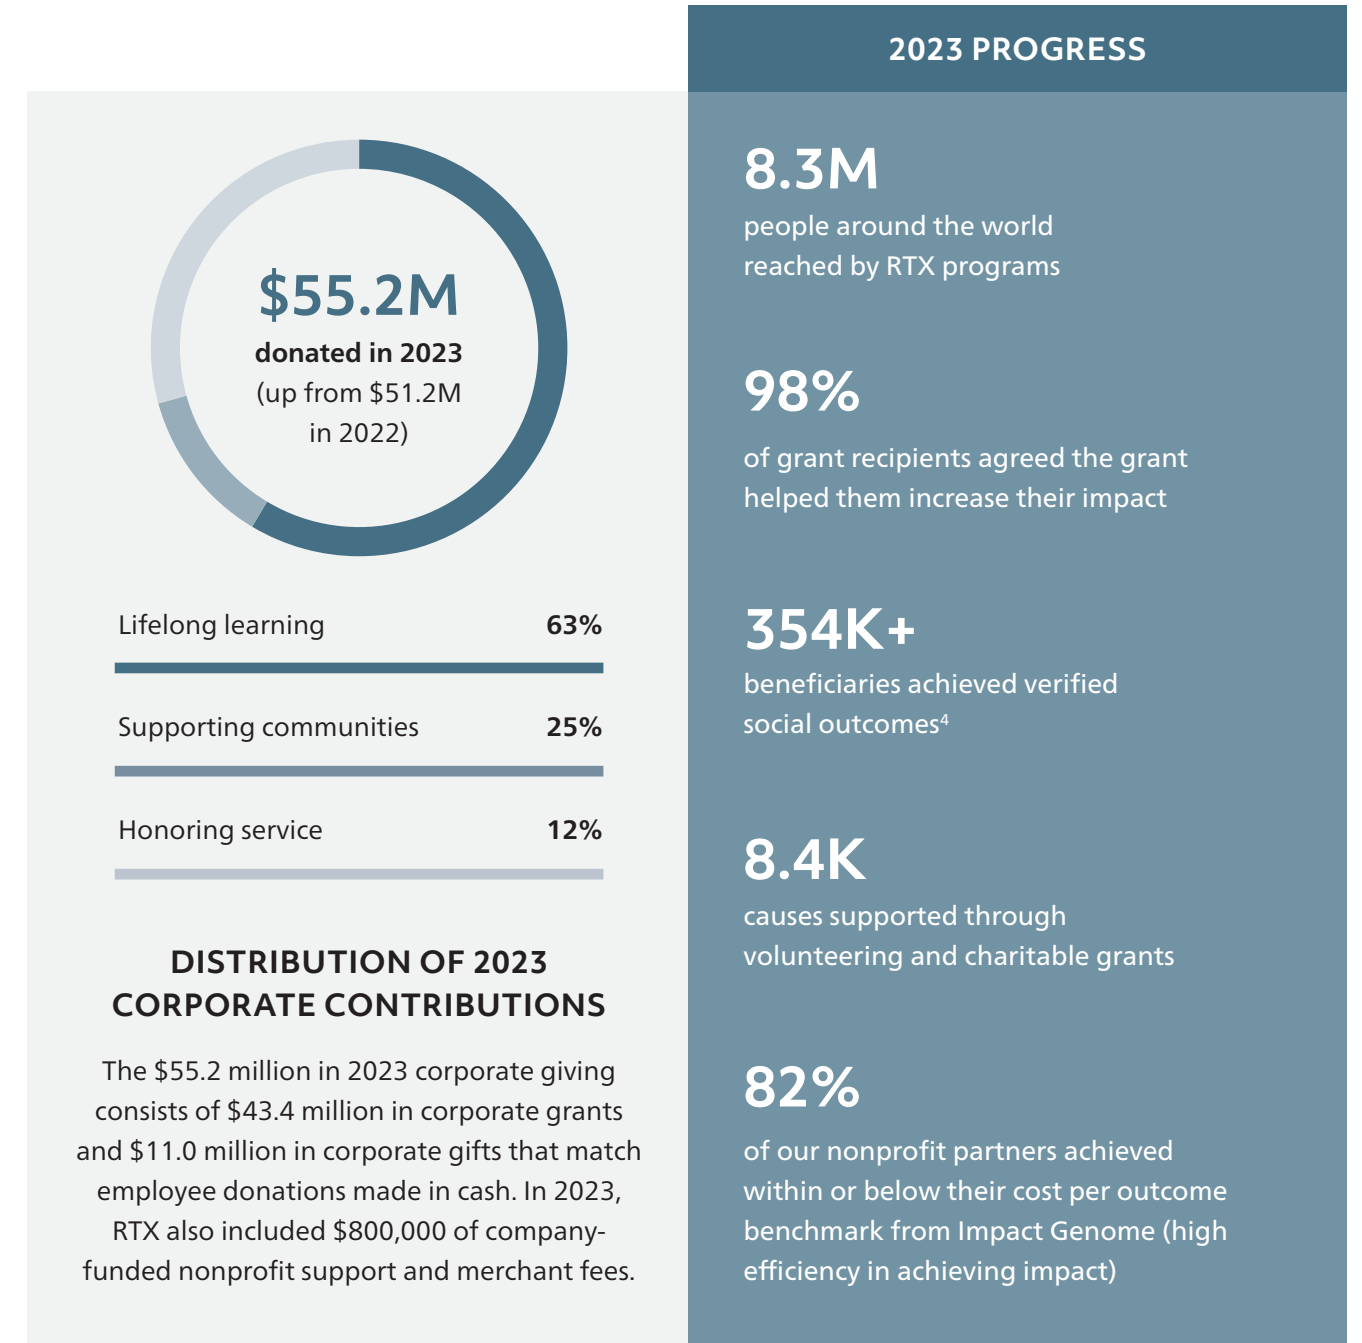 $55.2M
donated in 2023
(up from $51.2M
in 2022)
Lifelong learning 63%
Supporting communities 25%
Honoring service 12%
DISTRIBUTION OF 2023
CORPORATE CONTRIBUTIONS
The $55.2 million in 2023 corporate giving
consists of $43.4 million in corporate grants
and $11.0 million in corporate gifts that match
employee donations made in cash. In 2023,
RTX also included $800,000 of company-
funded nonprofit support and merchant fees.
2023 PROGRESS
8.3M
people around the world
reached by RTX programs
98%
of grant recipients agreed the grant
helped them increase their impact
354K+
beneficiaries achieved verified
social outcomes⁴
8.4K
causes supported through
volunteering and charitable grants
82%
of our nonprofit partners achieved
within or below their cost per outcome
benchmark from Impact Genome (high
efficiency in achieving impact)